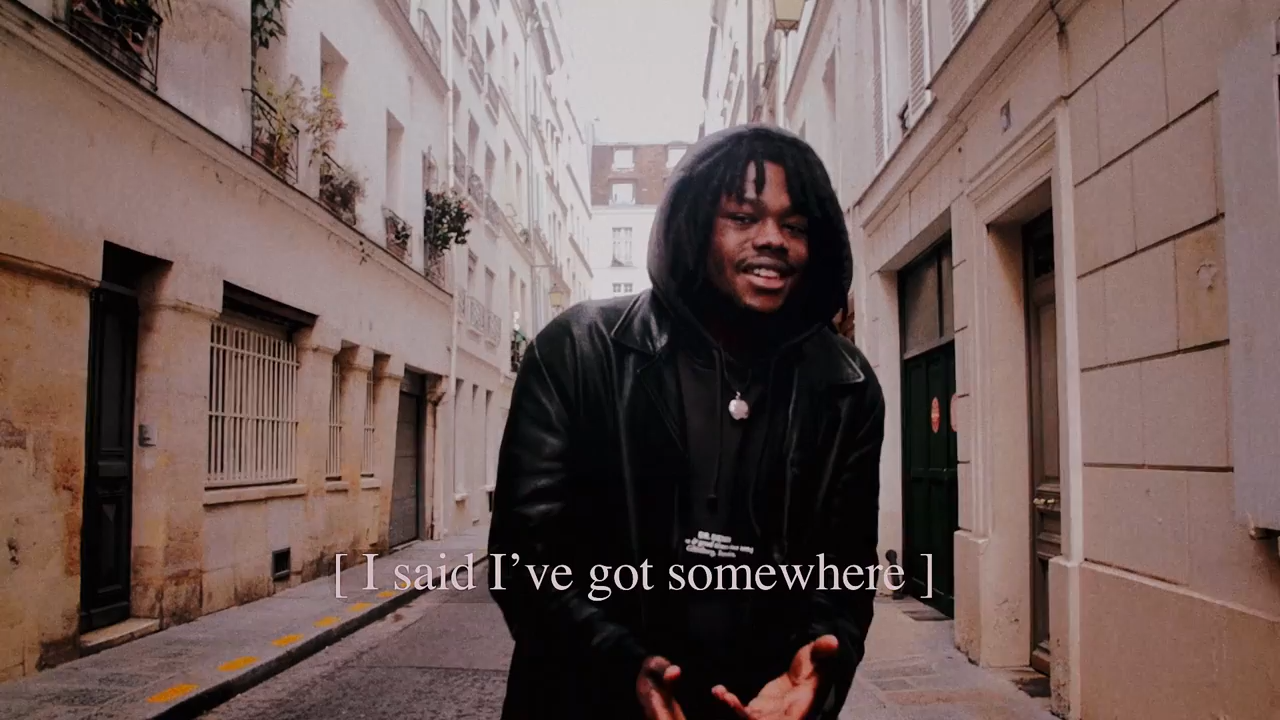 [ I said I’ve got somewhere ]